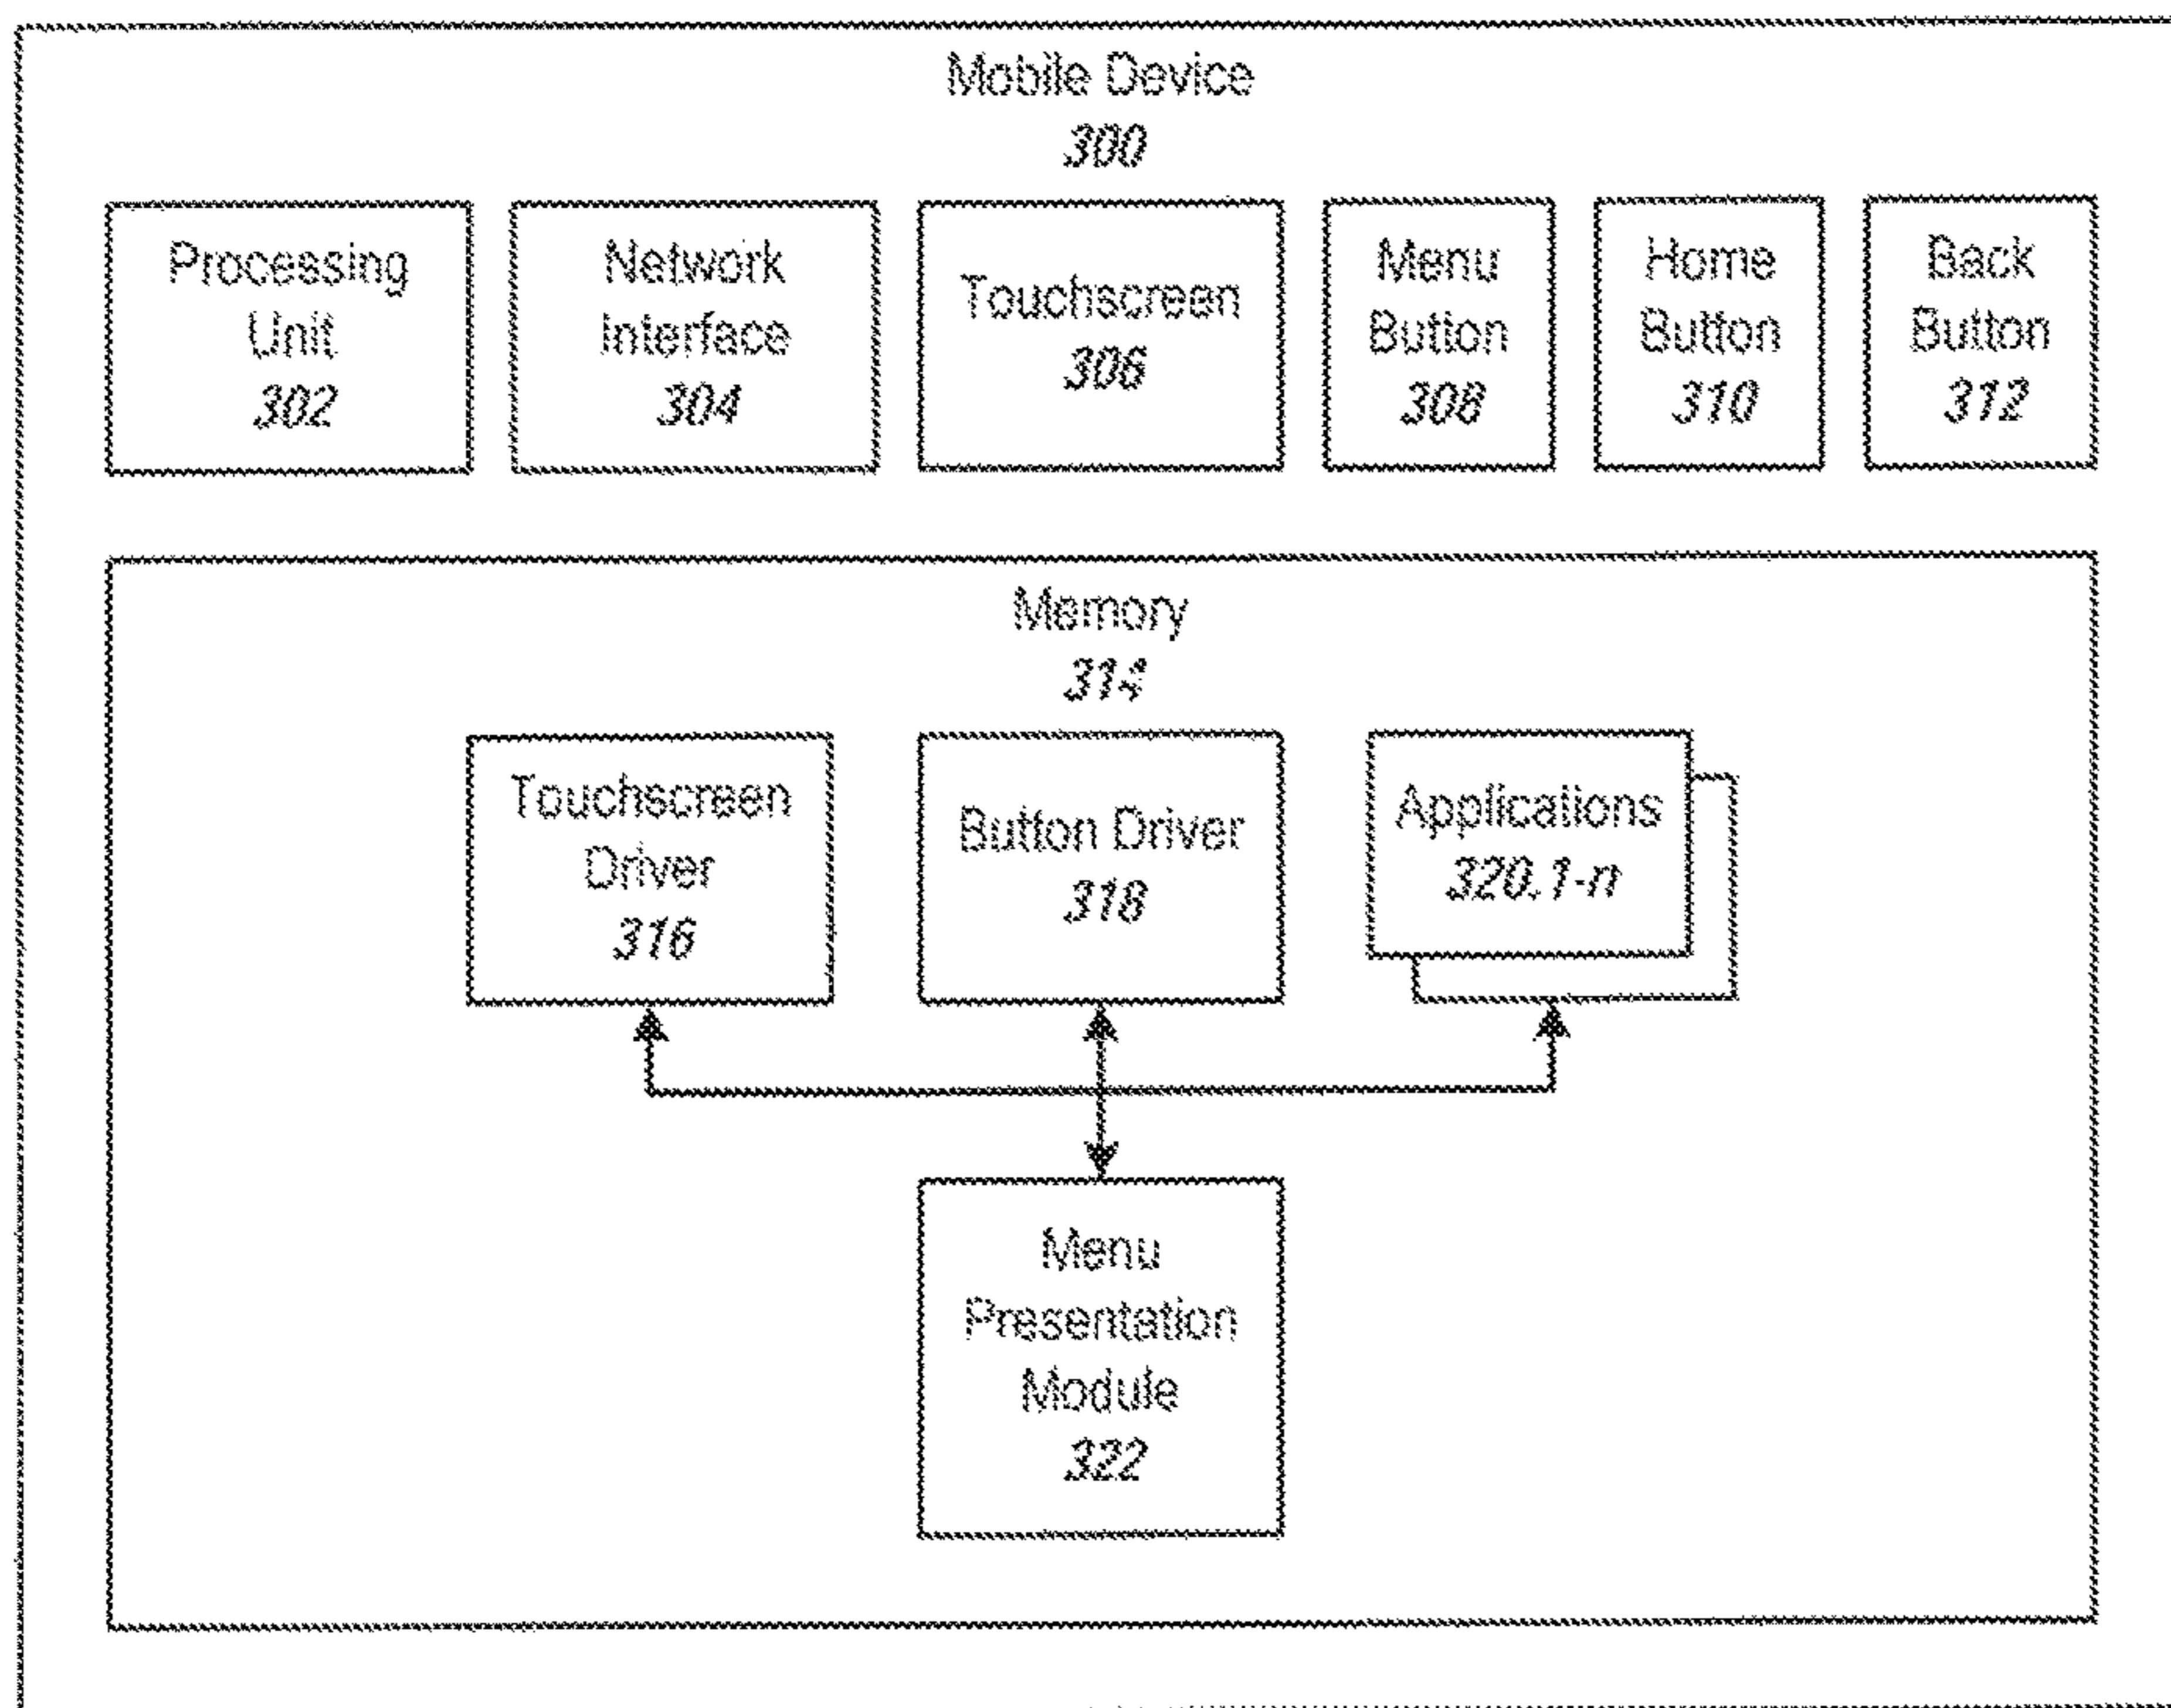 Mobile Device
300
Processing
Unit
302
Network
Interface
304
Touchscreen
306
Menu
Button
308
Home
Button
310
Back
Button
312
Memory
314
Touchscreen
Driver
316
Button Driver
318
Applications
320.1-n
Menu
Presentation
Module
322